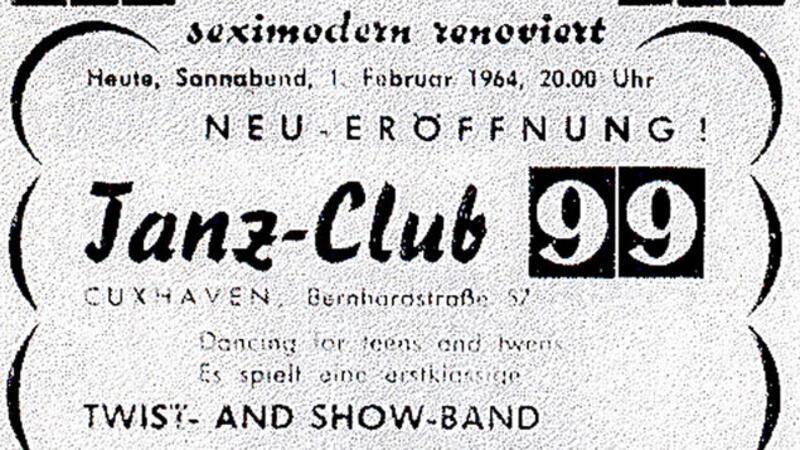 seximodern renoviert
Heute, Sonnabend, 1. Februar 1964, 20.00 Uhr
NEU-ERÖFFNUNG!
Tanz-Club 99
CUXHAVEN, Bernhardstraße 57
Dancing for teens and twens
Es spielt eine erstklassige
TWIST- AND SHOW-BAND